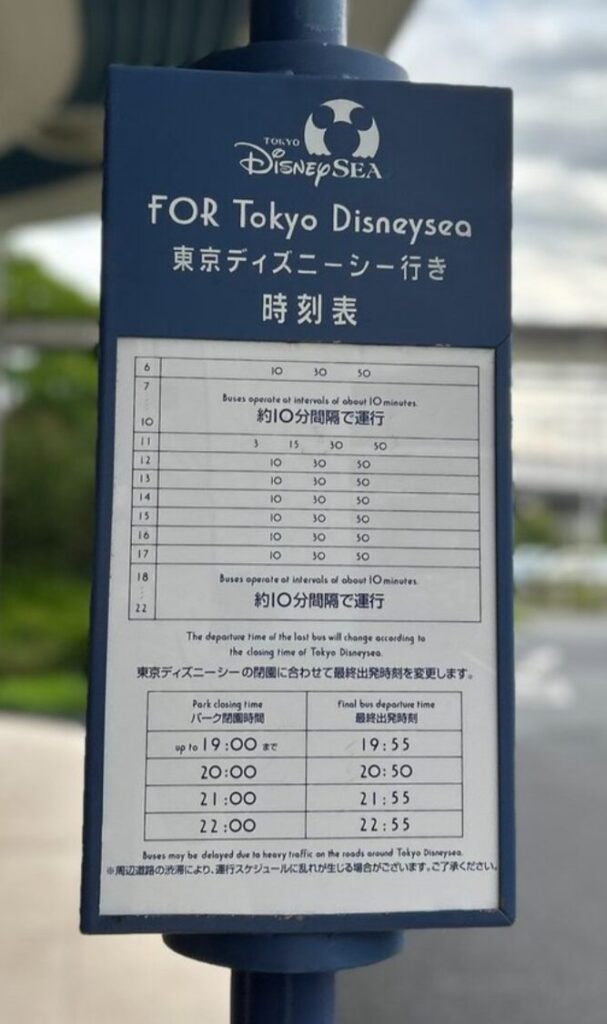 TOKYO
DISNEYSEA
FOR Tokyo Disneysea
東京ディズニーシー行き
時刻表
6 10 30 50
7
Buses operate at intervals of about 10 minutes.
約10分間隔で運行
10
11 3 15 30 50
12 10 30 50
13 10 30 50
14 10 30 50
15 10 30 50
16 10 30 50
17 10 30 50
18
Buses operate at intervals of about 10 minutes.
約10分間隔で運行
22
The departure time of the last bus will change according to
the closing time of Tokyo Disneysea.
東京ディズニーシーの閉園に合わせて最終出発時刻を変更します。
Park closing time Final bus departure time
パーク閉園時間 最終出発時刻
up to 19:00 まで 19:55
20:00 20:50
21:00 21:55
22:00 22:55
Buses may be delayed due to heavy traffic on the roads around Tokyo Disneysea.
※周辺道路の渋滞により、運行スケジュールに乱れが生じる場合がございます。ご了承ください。